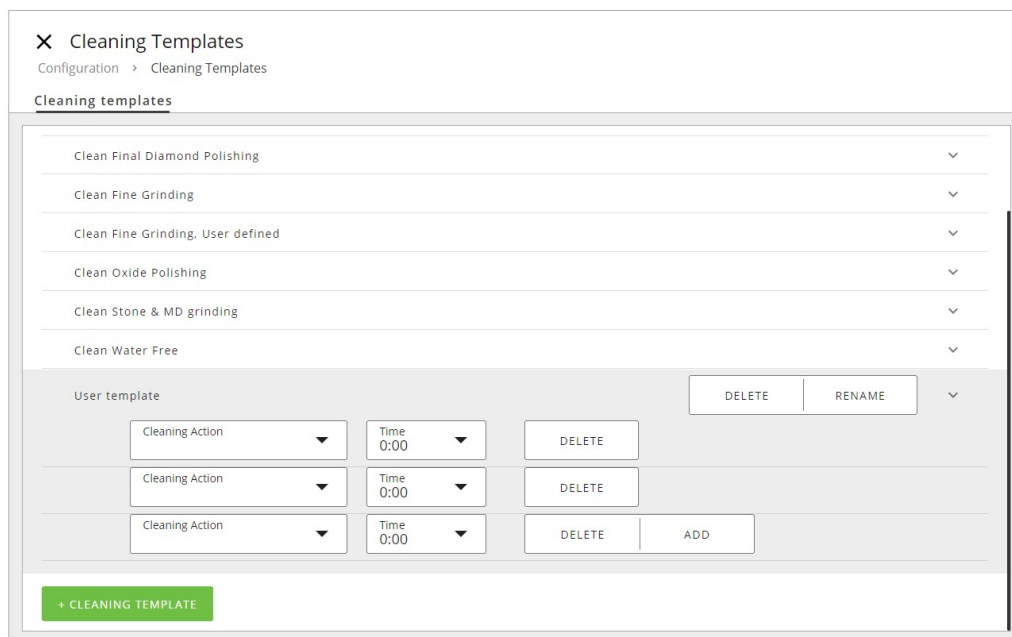 Cleaning Templates
Configuration > Cleaning Templates
Cleaning templates
Clean Final Diamond Polishing
Clean Fine Grinding
Clean Fine Grinding, User defined
Clean Oxide Polishing
Clean Stone & MD grinding
Clean Water Free
User template DELETE RENAME
Cleaning Action Time 0:00 DELETE
Cleaning Action Time 0:00 DELETE
Cleaning Action Time 0:00 DELETE ADD
+ CLEANING TEMPLATE